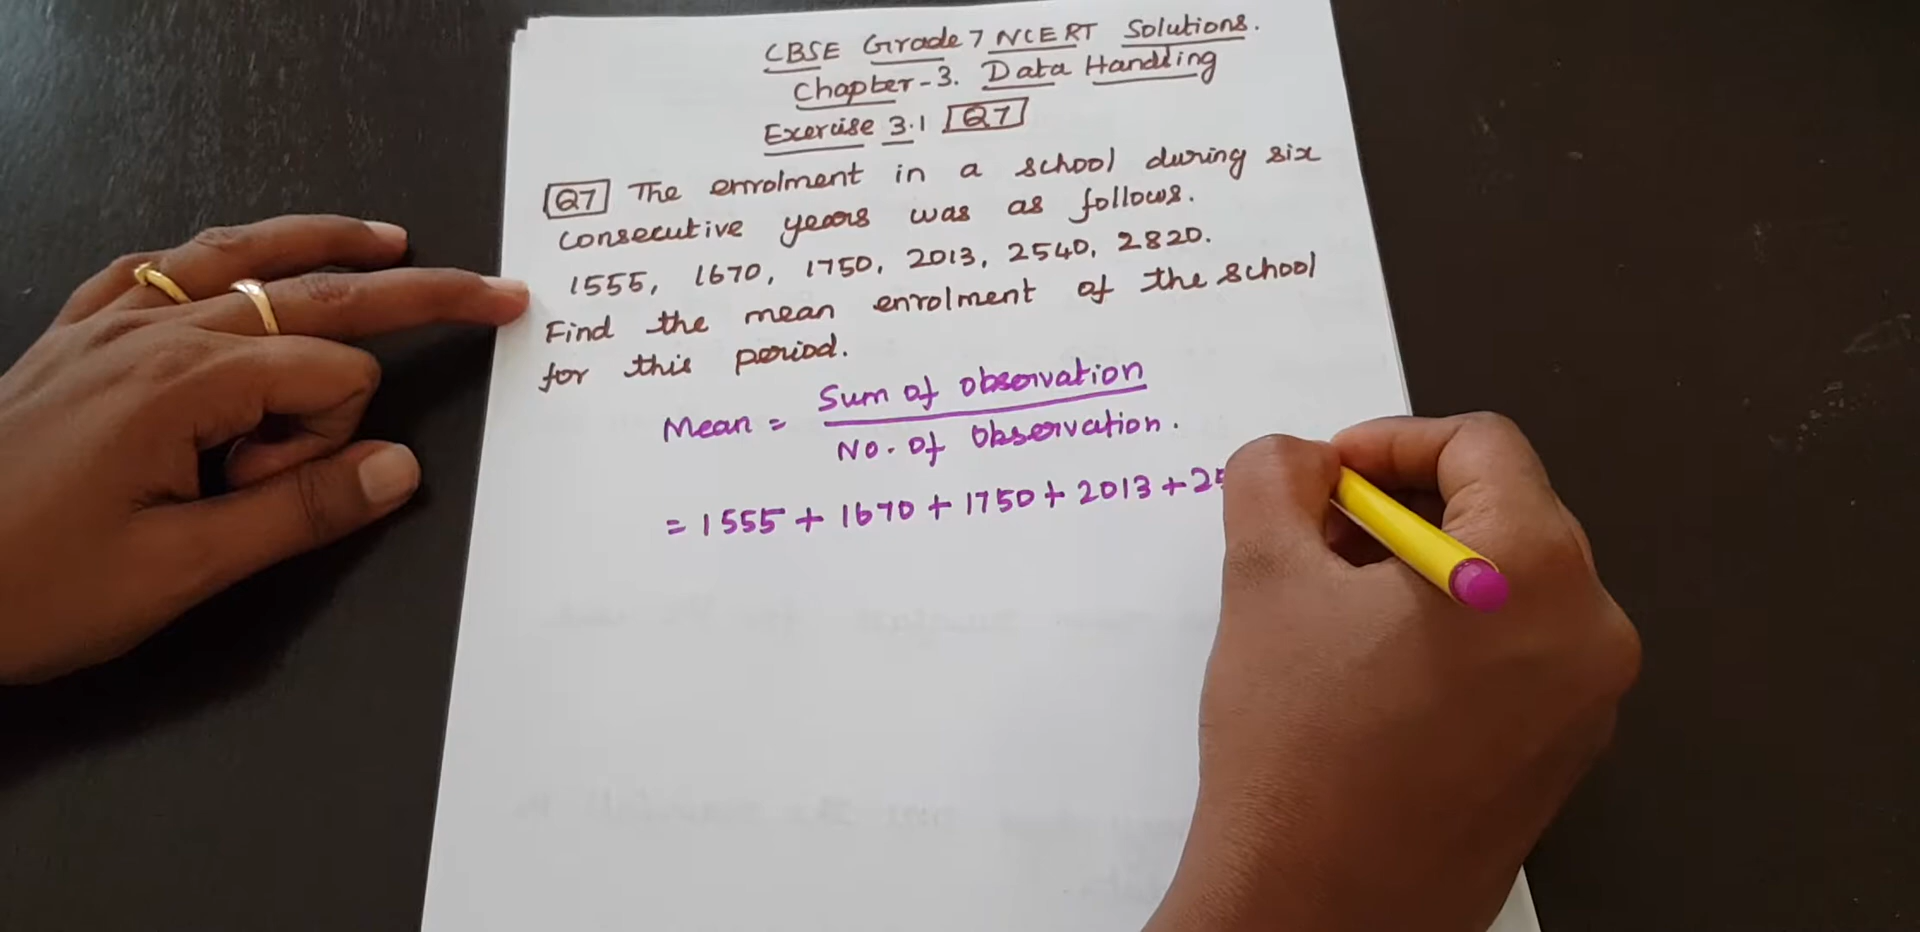 CBSE Grade 7 NCERT Solutions.
Chapter-3. Data Handling
Exercise 3.1 Q7
Q7 The enrolment in a school during six
consecutive years was as follows.
1555, 1670, 1750, 2013, 2540, 2820.
Find the mean enrolment of the school
for this period.
Mean = Sum of observation
No. of Observation.
= 1555 + 1670 + 1750 + 2013 + 25